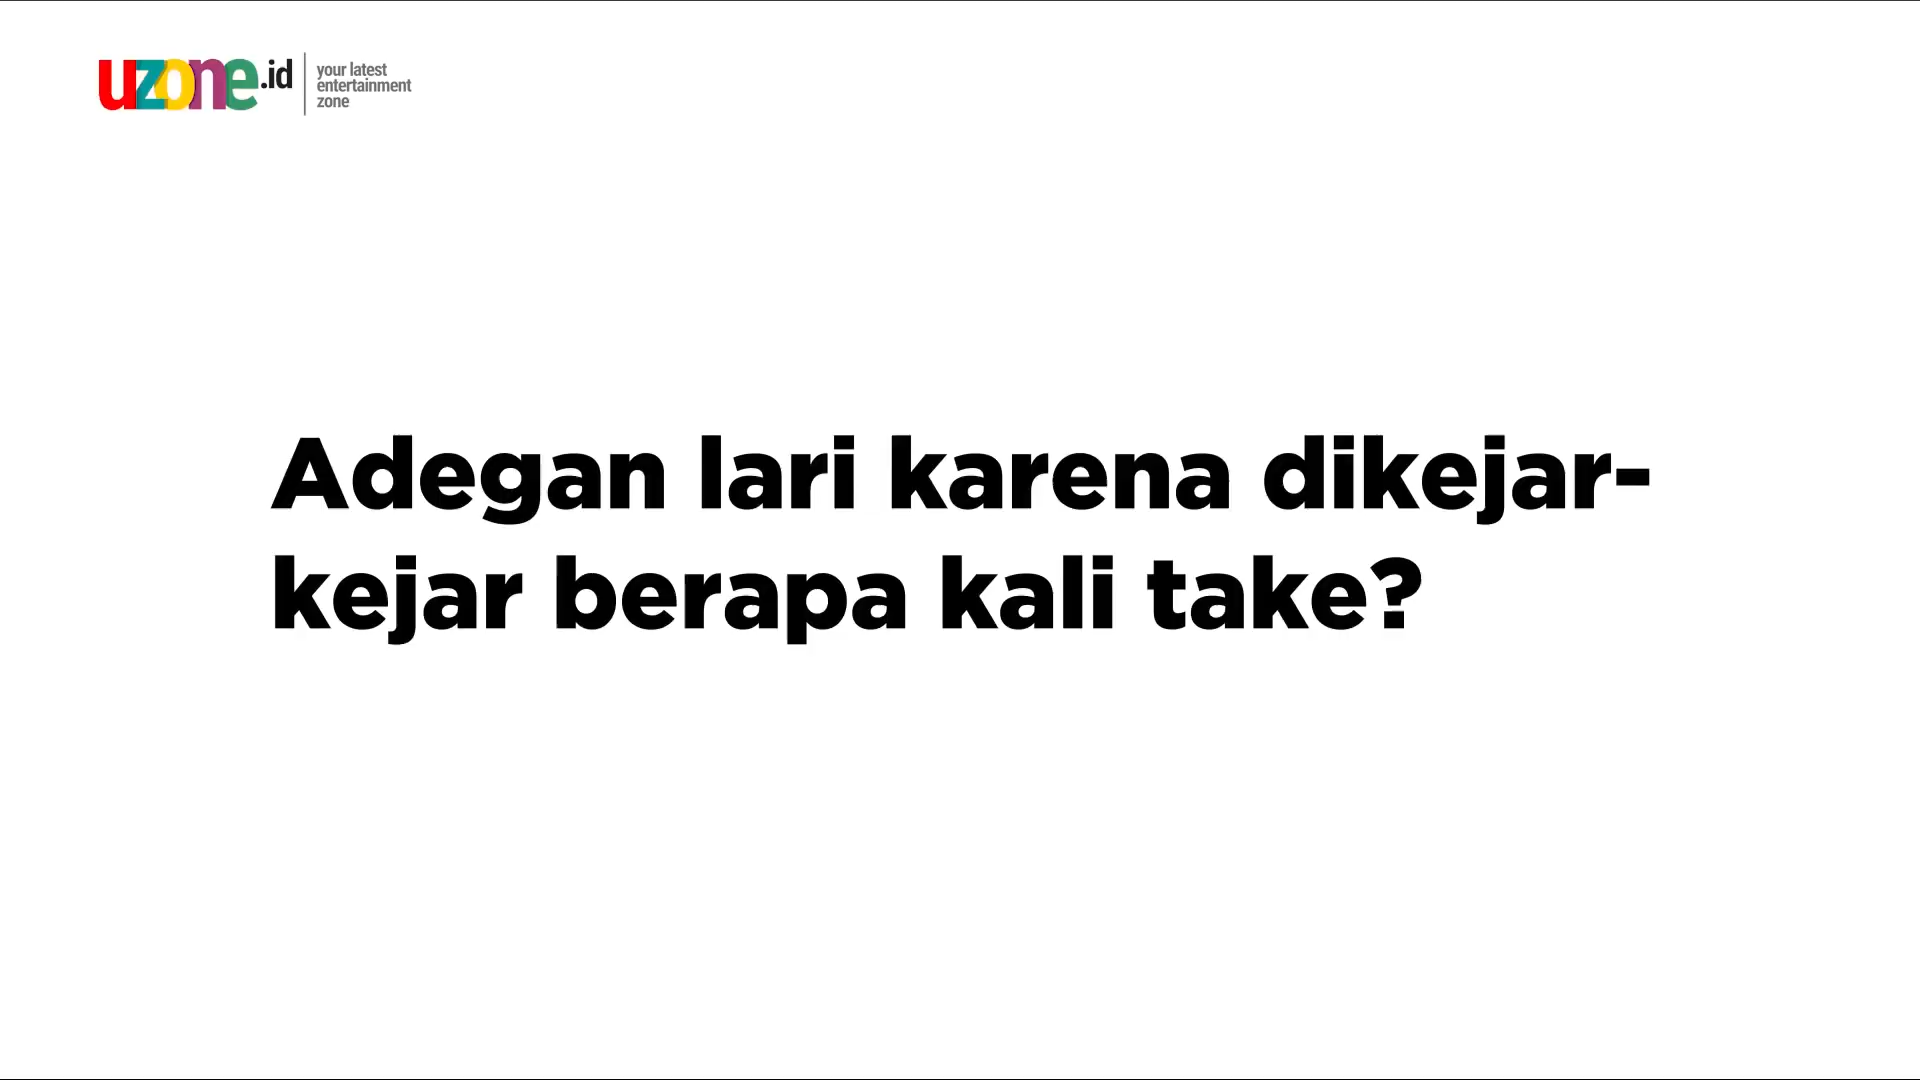 uzone.id
your latest
entertainment
zone
Adegan lari karena dikejar-
kejar berapa kali take?